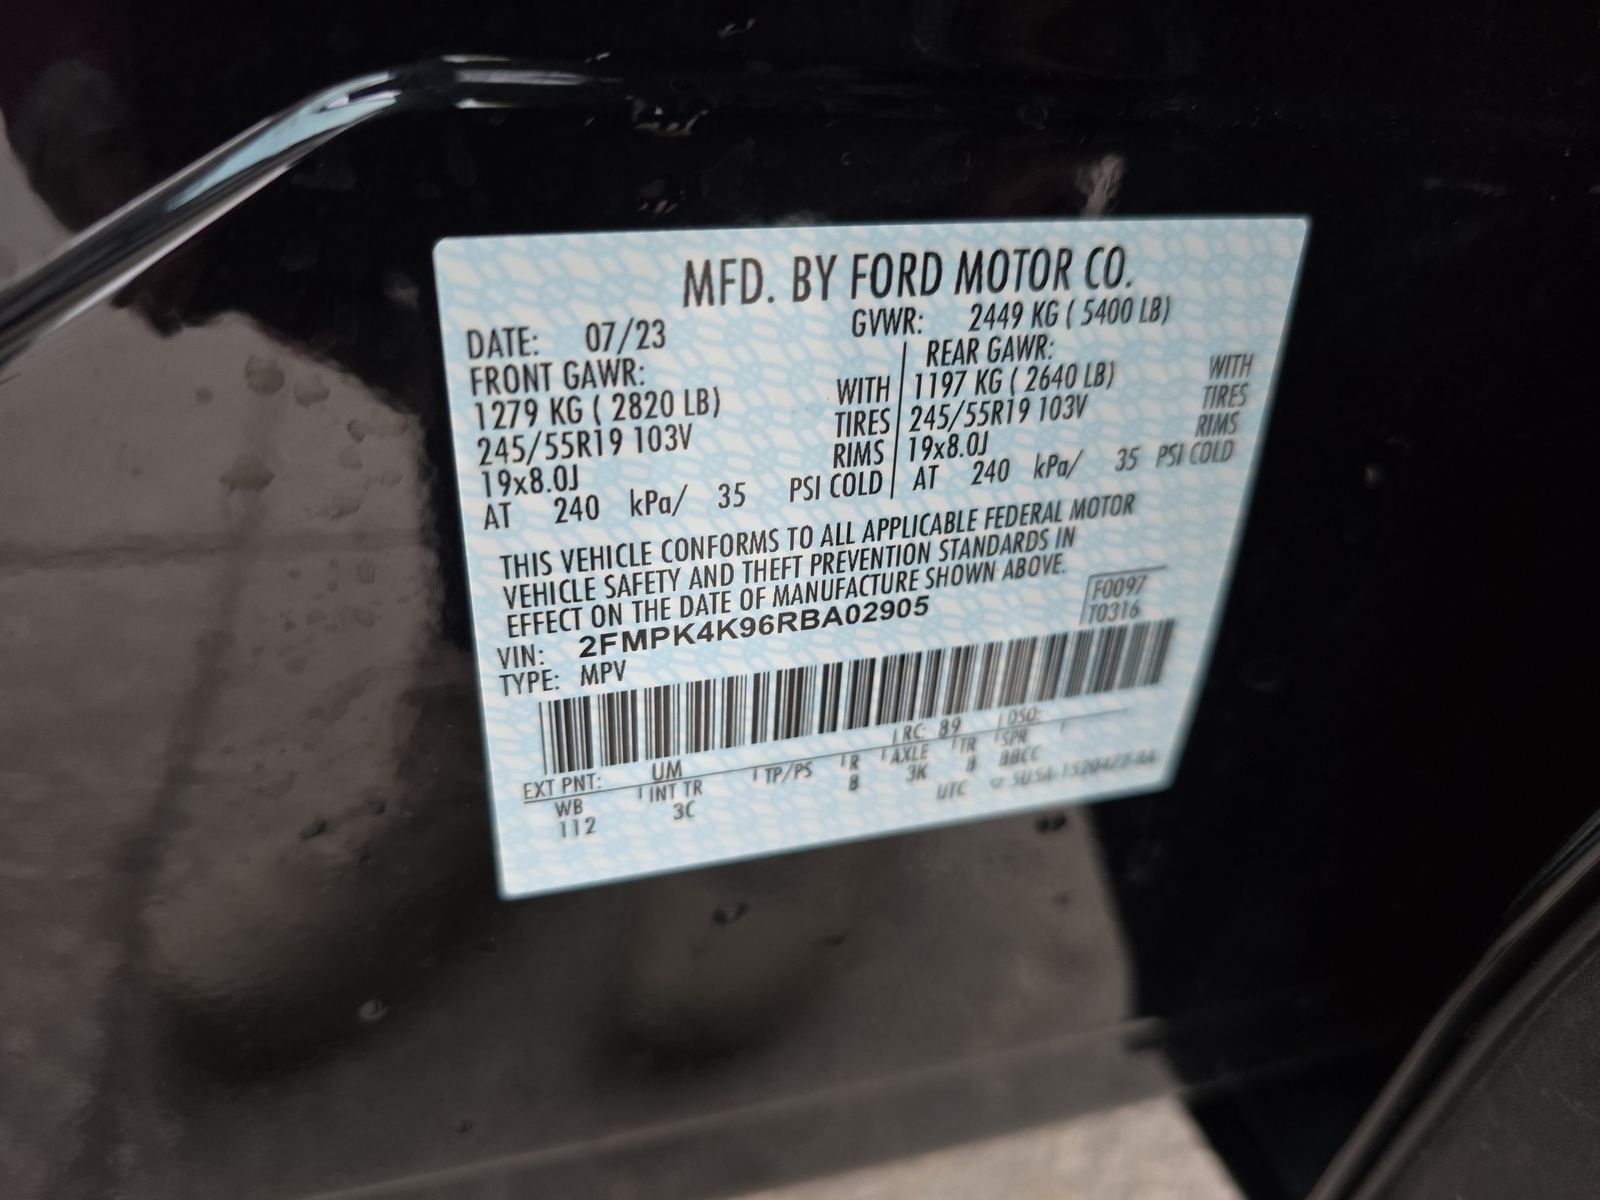 MFD. BY FORD MOTOR CO.
DATE: 07/23 GVWR: 2449 KG ( 5400 LB)
FRONT GAWR: REAR GAWR:
1279 KG ( 2820 LB) WITH 1197 KG ( 2640 LB) WITH
245/55R19 103V TIRES 245/55R19 103V TIRES
19x8.0J RIMS 19x8.0J RIMS
AT 240 kPa/ 35 PSI COLD AT 240 kPa/ 35 PSI COLD
THIS VEHICLE CONFORMS TO ALL APPLICABLE FEDERAL MOTOR
VEHICLE SAFETY AND THEFT PREVENTION STANDARDS IN
EFFECT ON THE DATE OF MANUFACTURE SHOWN ABOVE.
F0097
T0316
VIN: 2FMPK4K96RBA02905
TYPE: MPV
EXT PNT: UM RC: 89 DSO:
WB INT TR TP/PS R AXLE TR SPR
112 3C B 3K 8 BBCC
UTC